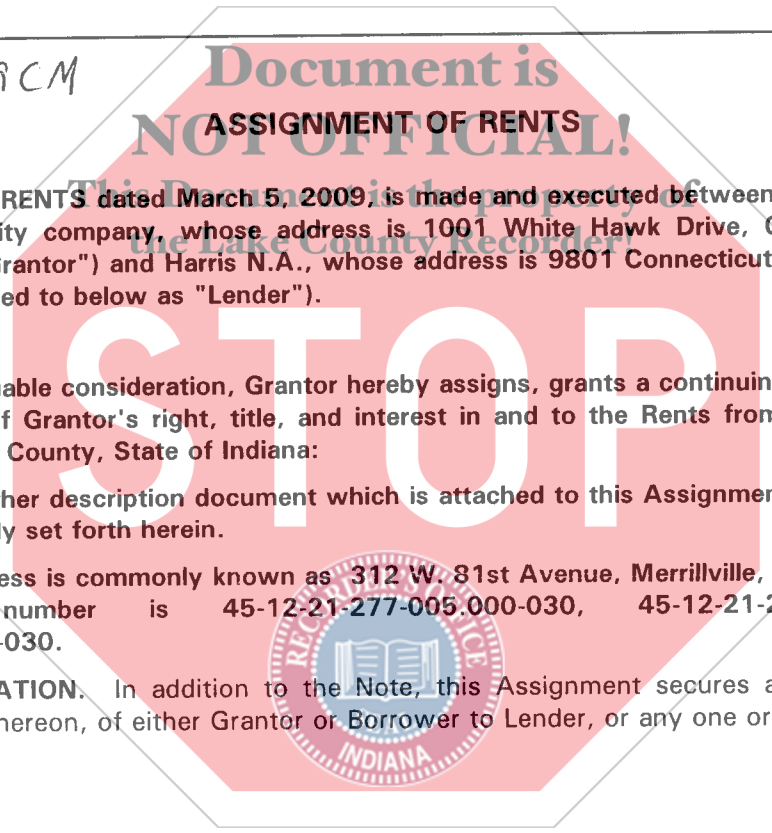 CM
Document is
NOT OFFICIAL!
ASSIGNMENT OF RENTS
This Document is the property of
the Lake County Recorder!
RENTS dated March 5, 2009, is made and executed between
ity company, whose address is 1001 White Hawk Drive, C
rantor") and Harris N.A., whose address is 9801 Connecticut
ed to below as "Lender").
able consideration, Grantor hereby assigns, grants a continuin
f Grantor's right, title, and interest in and to the Rents from
County, State of Indiana:
her description document which is attached to this Assignmen
ly set forth herein.
ess is commonly known as 312 W. 81st Avenue, Merrillville,
number is 45-12-21-277-005.000-030, 45-12-21-2
-030.
ATION. In addition to the Note, this Assignment secures a
hereon, of either Grantor or Borrower to Lender, or any one or
STOP
RECORDER'S OFFICE
INDIANA